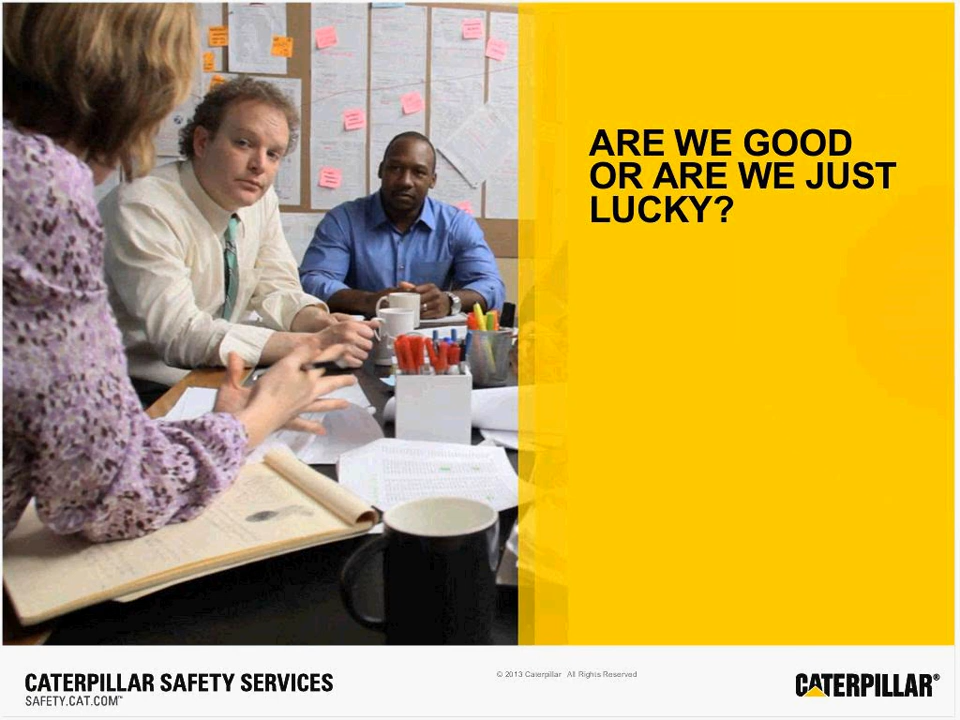 ARE WE GOOD
OR ARE WE JUST
LUCKY?
CATERPILLAR SAFETY SERVICES
SAFETY.CAT.COM™
© 2013 Caterpillar All Rights Reserved
CATERPILLAR®